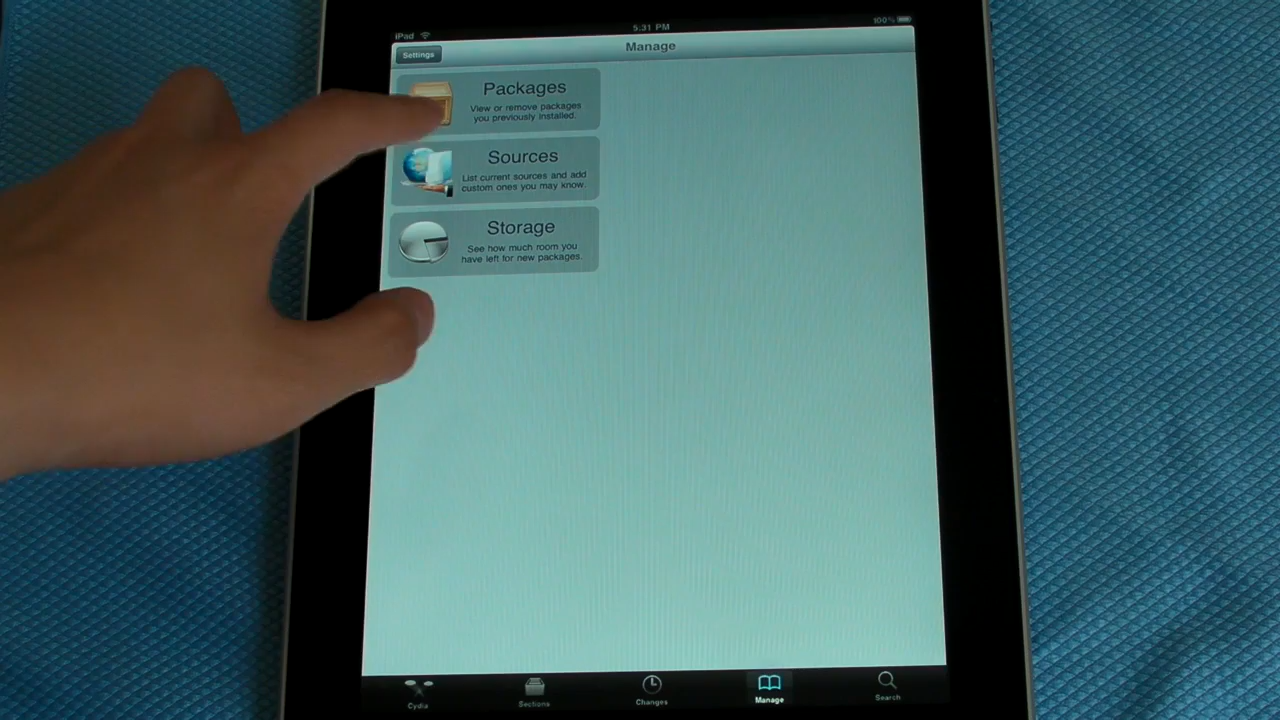 iPad
5:31 PM
100%
Settings
Manage
Packages
View or remove packages
you previously installed.
Sources
List current sources and add
custom ones you may know.
Storage
See how much room you
have left for new packages.
Cydia
Sections
Changes
Manage
Search